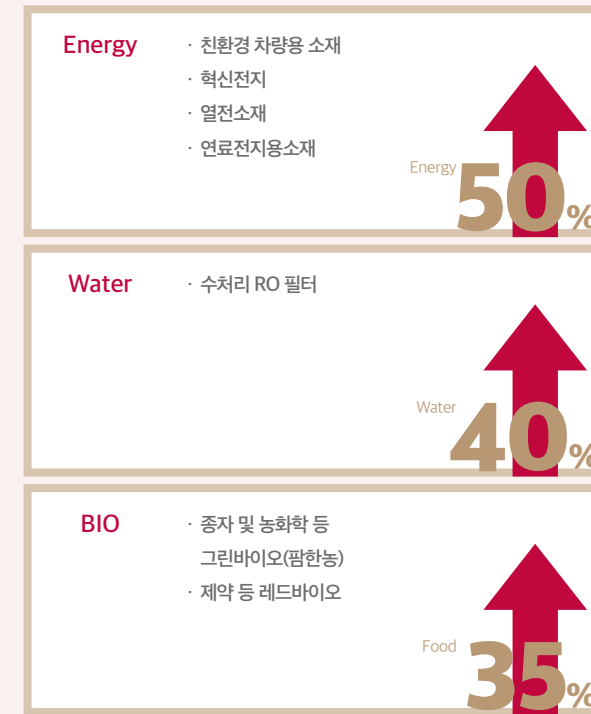 Energy
· 친환경 차량용 소재
· 혁신전지
· 열전소재
· 연료전지용소재
Energy
50%
Water
· 수처리 RO 필터
Water
40%
BIO
· 종자 및 농화학 등
그린바이오(팜한농)
· 제약 등 레드바이오
Food
35%